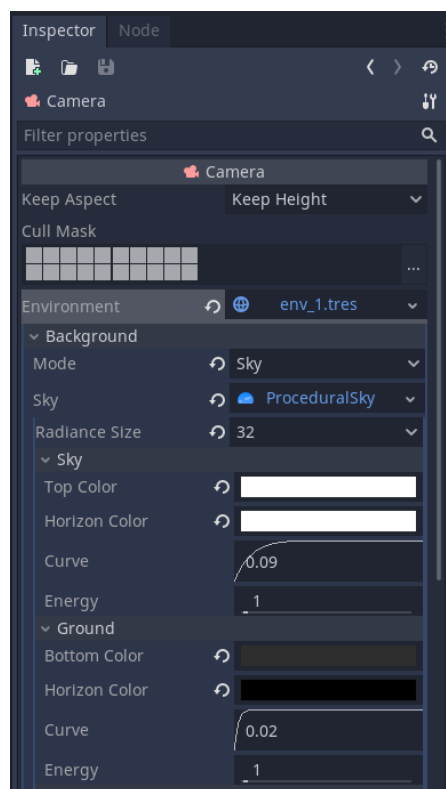 Inspector Node
Camera
Filter properties
Camera
Keep Aspect Keep Height
Cull Mask
...
Environment env_1.tres
Background
Mode Sky
Sky ProceduralSky
Radiance Size 32
Sky
Top Color
Horizon Color
Curve 0.09
Energy 1
Ground
Bottom Color
Horizon Color
Curve 0.02
Energy 1